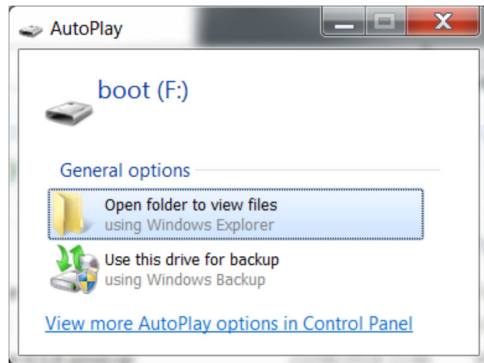 AutoPlay
boot (F:)
General options
Open folder to view files
using Windows Explorer
Use this drive for backup
using Windows Backup
View more AutoPlay options in Control Panel